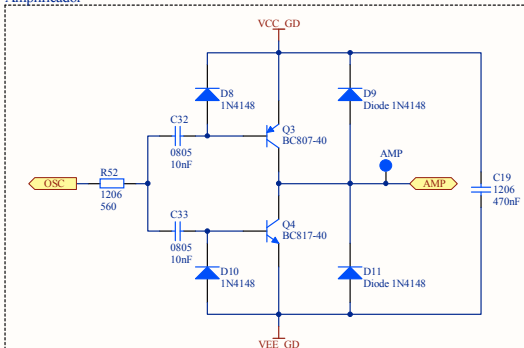 Amplificador
VCC_GD
D8
1N4148
D9
Diode 1N4148
C32
0805
10nF
Q3
BC807-40
AMP
OSC
R52
1206
560
AMP
C19
1206
470nF
C33
0805
10nF
Q4
BC817-40
D10
1N4148
D11
Diode 1N4148
VEE_GD